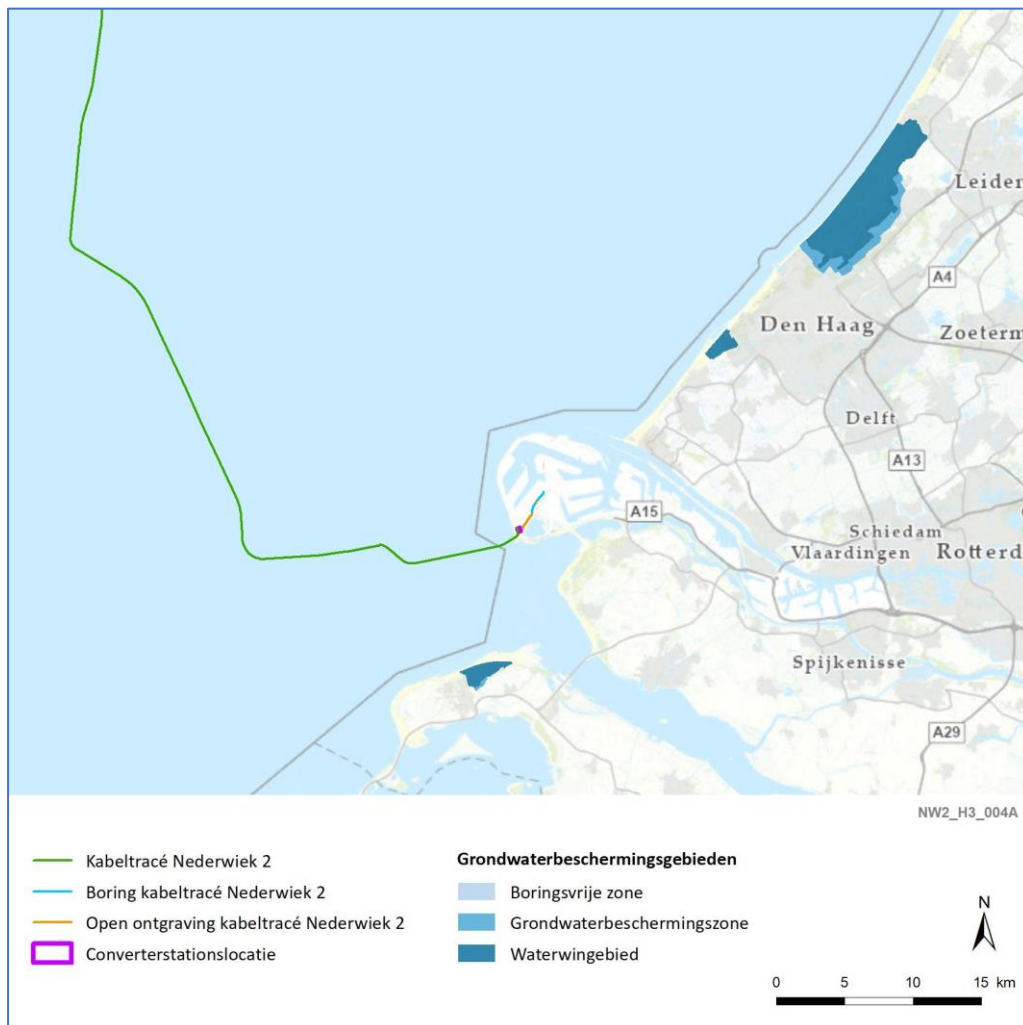 Leiden
A4
Den Haag
Zoeterm
Delft
A13
A15
Schiedam
Vlaardingen
Rotterd
Spijkenisse
A29
NW2_H3_004A
Kabeltracé Nederwiek 2
Boring kabeltracé Nederwiek 2
Open ontgraving kabeltracé Nederwiek 2
Converterstationslocatie
Grondwaterbeschermingsgebieden
Boringsvrije zone
Grondwaterbeschermingszone
Waterwingebied
N
0 5 10 15 km